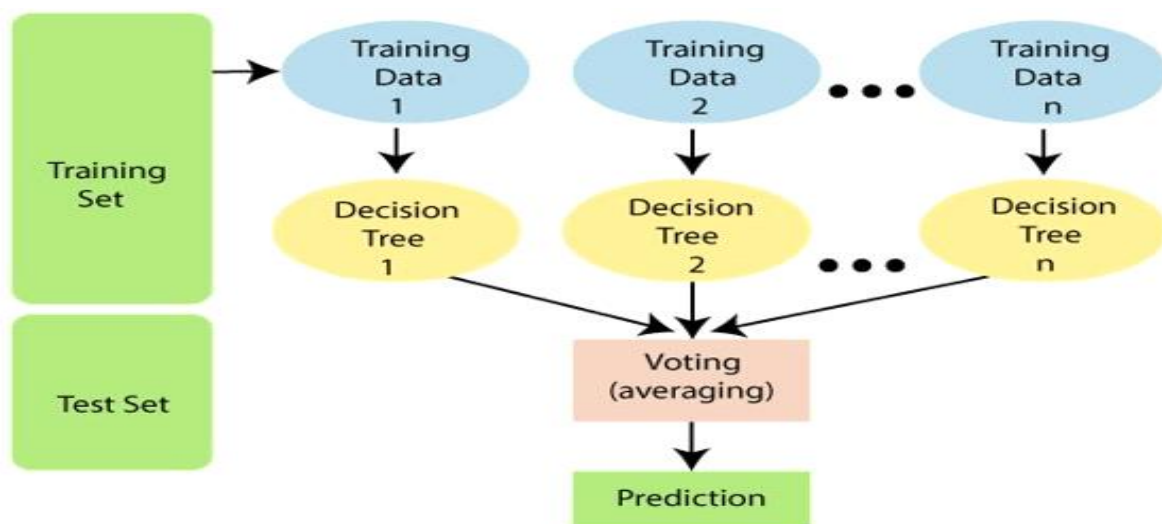 Training
Set
Test Set
Training
Data
1
Training
Data
2
Training
Data
n
Decision
Tree
1
Decision
Tree
2
Decision
Tree
n
Voting
(averaging)
Prediction